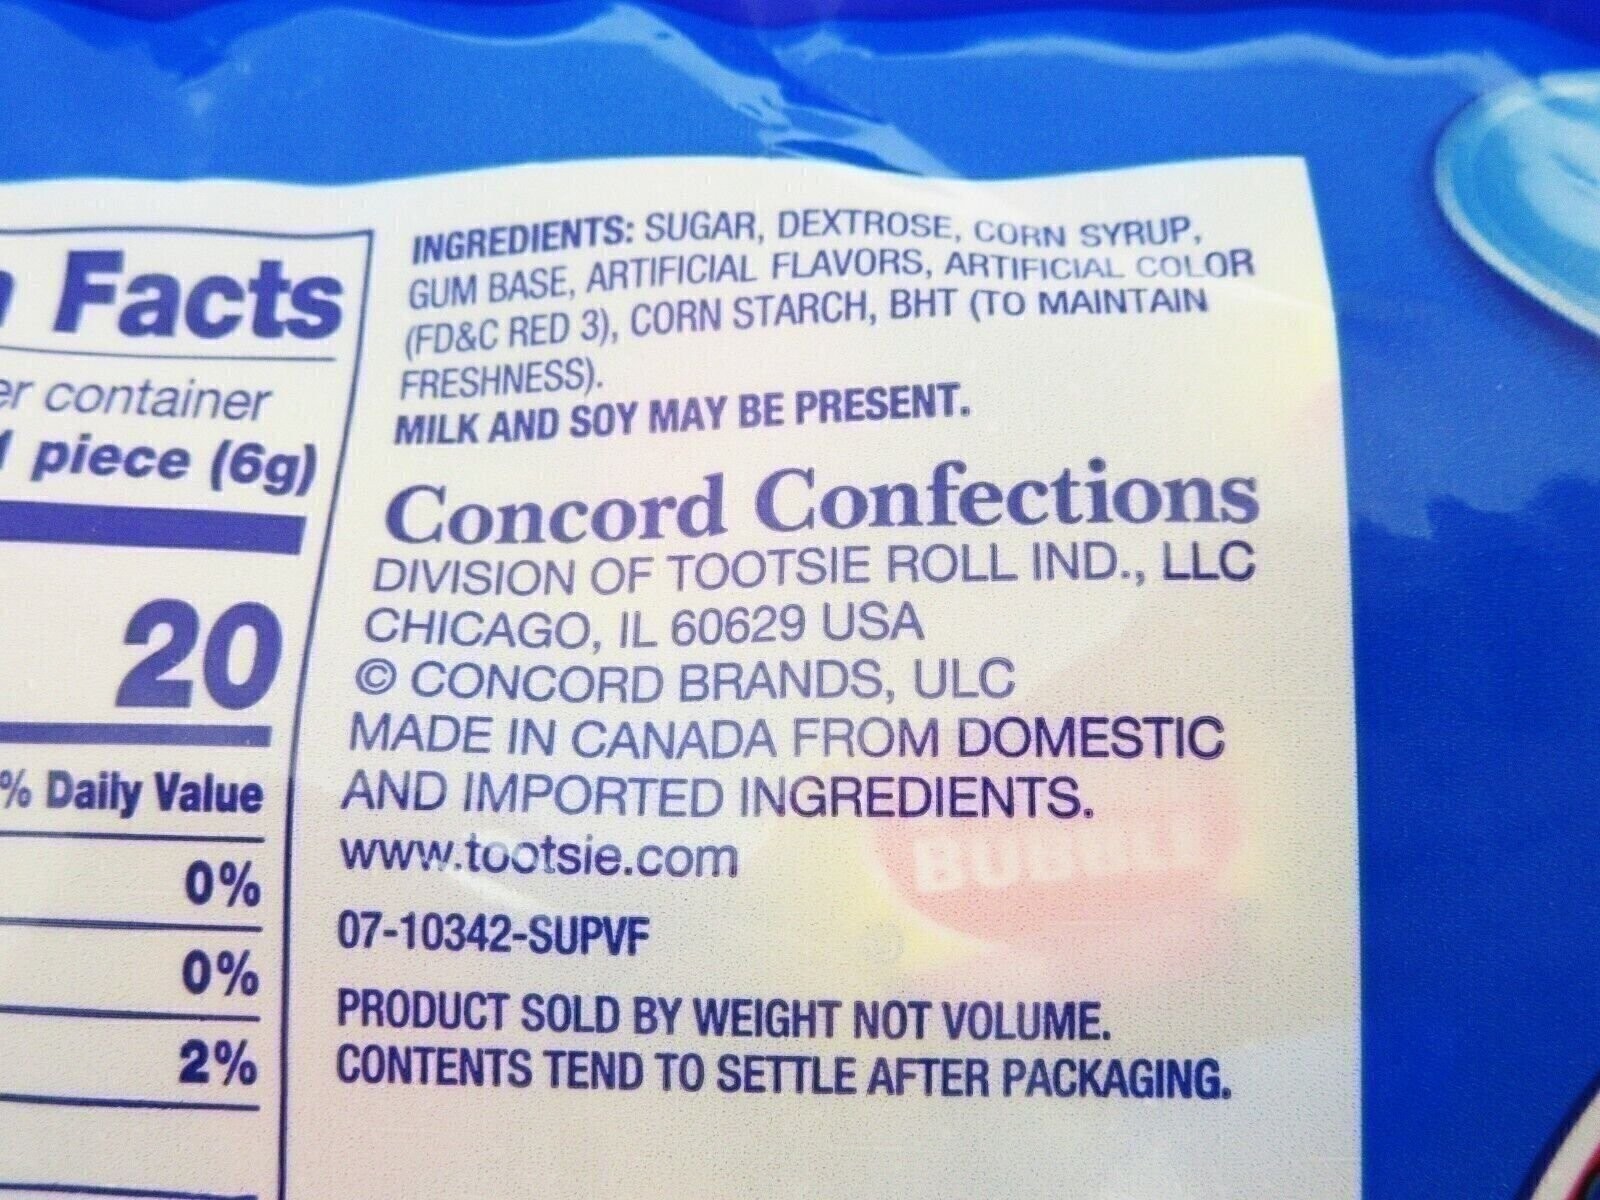 Facts
er container
1 piece (6g)
20
% Daily Value
0%
0%
2%
INGREDIENTS: SUGAR, DEXTROSE, CORN SYRUP,
GUM BASE, ARTIFICIAL FLAVORS, ARTIFICIAL COLOR
(FD&C RED 3), CORN STARCH, BHT (TO MAINTAIN
FRESHNESS).
MILK AND SOY MAY BE PRESENT.
Concord Confections
DIVISION OF TOOTSIE ROLL IND., LLC
CHICAGO, IL 60629 USA
© CONCORD BRANDS, ULC
MADE IN CANADA FROM DOMESTIC
AND IMPORTED INGREDIENTS.
www.tootsie.com
07-10342-SUPVF
PRODUCT SOLD BY WEIGHT NOT VOLUME.
CONTENTS TEND TO SETTLE AFTER PACKAGING.